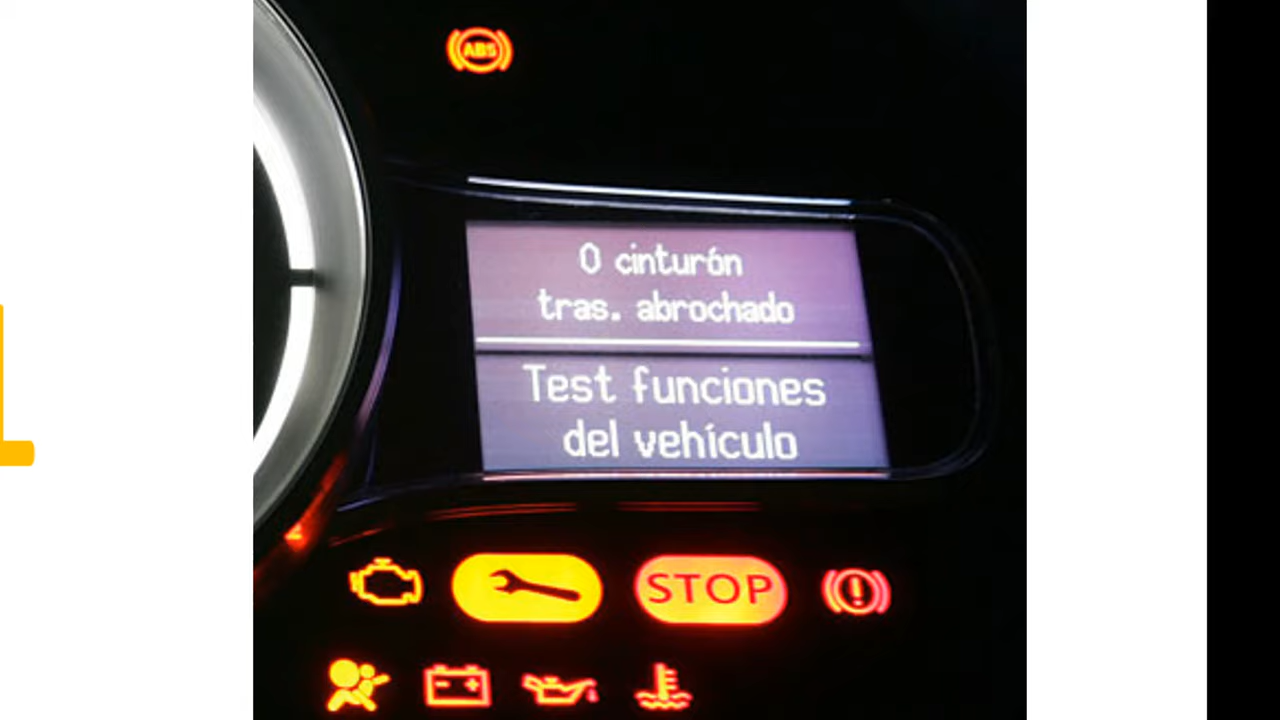 ABS
0 cinturón
tras. abrochado
Test funciones
del vehículo
STOP